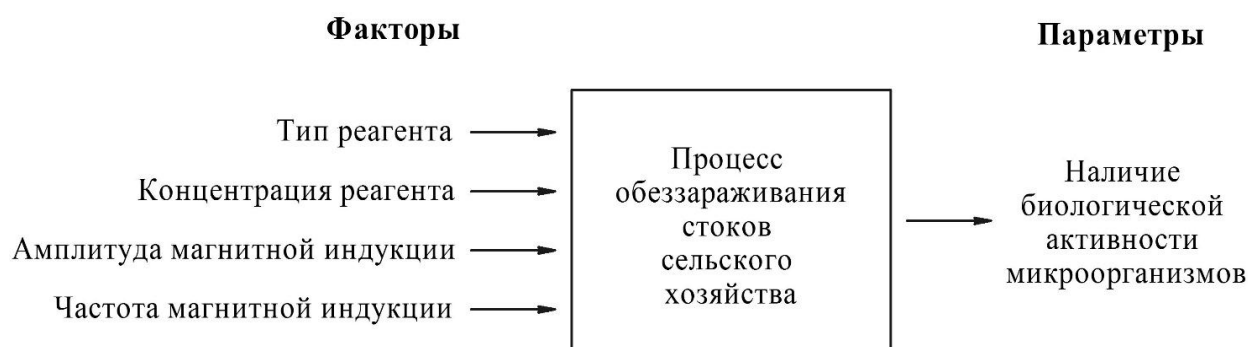 Факторы
Параметры
Тип реагента
Концентрация реагента
Амплитуда магнитной индукции
Частота магнитной индукции
Процесс
обеззараживания
стоков
сельского
хозяйства
Наличие
биологической
активности
микроорганизмов